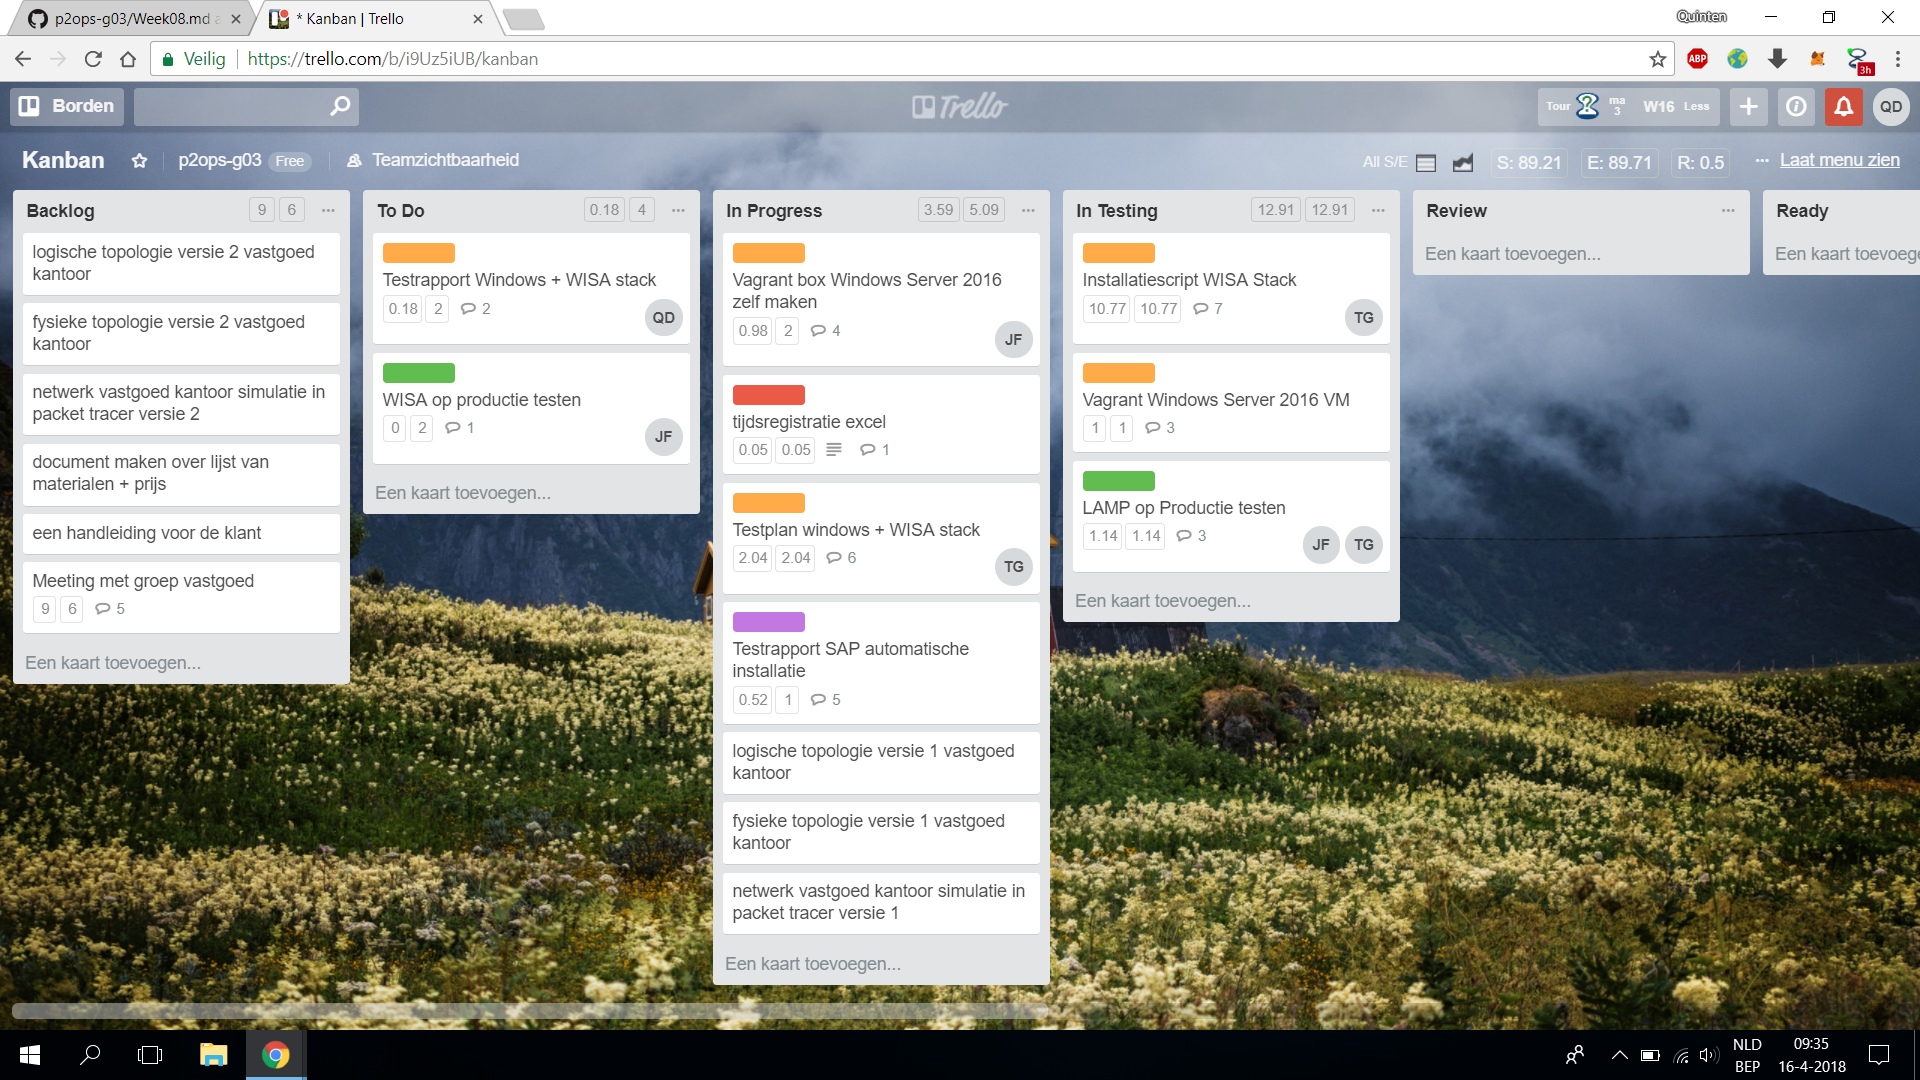 p2ops-g03/Week08.md a
* Kanban | Trello
Quinten
Veilig
https://trello.com/b/i9Uz5iUB/kanban
ABP
3h
Borden
Trello
Tour
ma
3
W16
Less
QD
Kanban
p2ops-g03
Free
Teamzichtbaarheid
All S/E
S: 89.21
E: 89.71
R: 0.5
Laat menu zien
Backlog
9 6
logische topologie versie 2 vastgoed
kantoor
fysieke topologie versie 2 vastgoed
kantoor
netwerk vastgoed kantoor simulatie in
packet tracer versie 2
document maken over lijst van
materialen + prijs
een handleiding voor de klant
Meeting met groep vastgoed
9 6 5
Een kaart toevoegen...
To Do
0.18 4
Testrapport Windows + WISA stack
0.18 2 2
QD
WISA op productie testen
0 2 1
JF
Een kaart toevoegen...
In Progress
3.59 5.09
Vagrant box Windows Server 2016
zelf maken
0.98 2 4
JF
tijdsregistratie excel
0.05 0.05 1
Testplan windows + WISA stack
2.04 2.04 6
TG
Testrapport SAP automatische
installatie
0.52 1 5
logische topologie versie 1 vastgoed
kantoor
fysieke topologie versie 1 vastgoed
kantoor
netwerk vastgoed kantoor simulatie in
packet tracer versie 1
Een kaart toevoegen...
In Testing
12.91 12.91
Installatiescript WISA Stack
10.77 10.77 7
TG
Vagrant Windows Server 2016 VM
1 1 3
LAMP op Productie testen
1.14 1.14 3
JF TG
Een kaart toevoegen...
Review
Een kaart toevoegen...
Ready
Een kaart toevoeg
NLD
BEP
09:35
16-4-2018